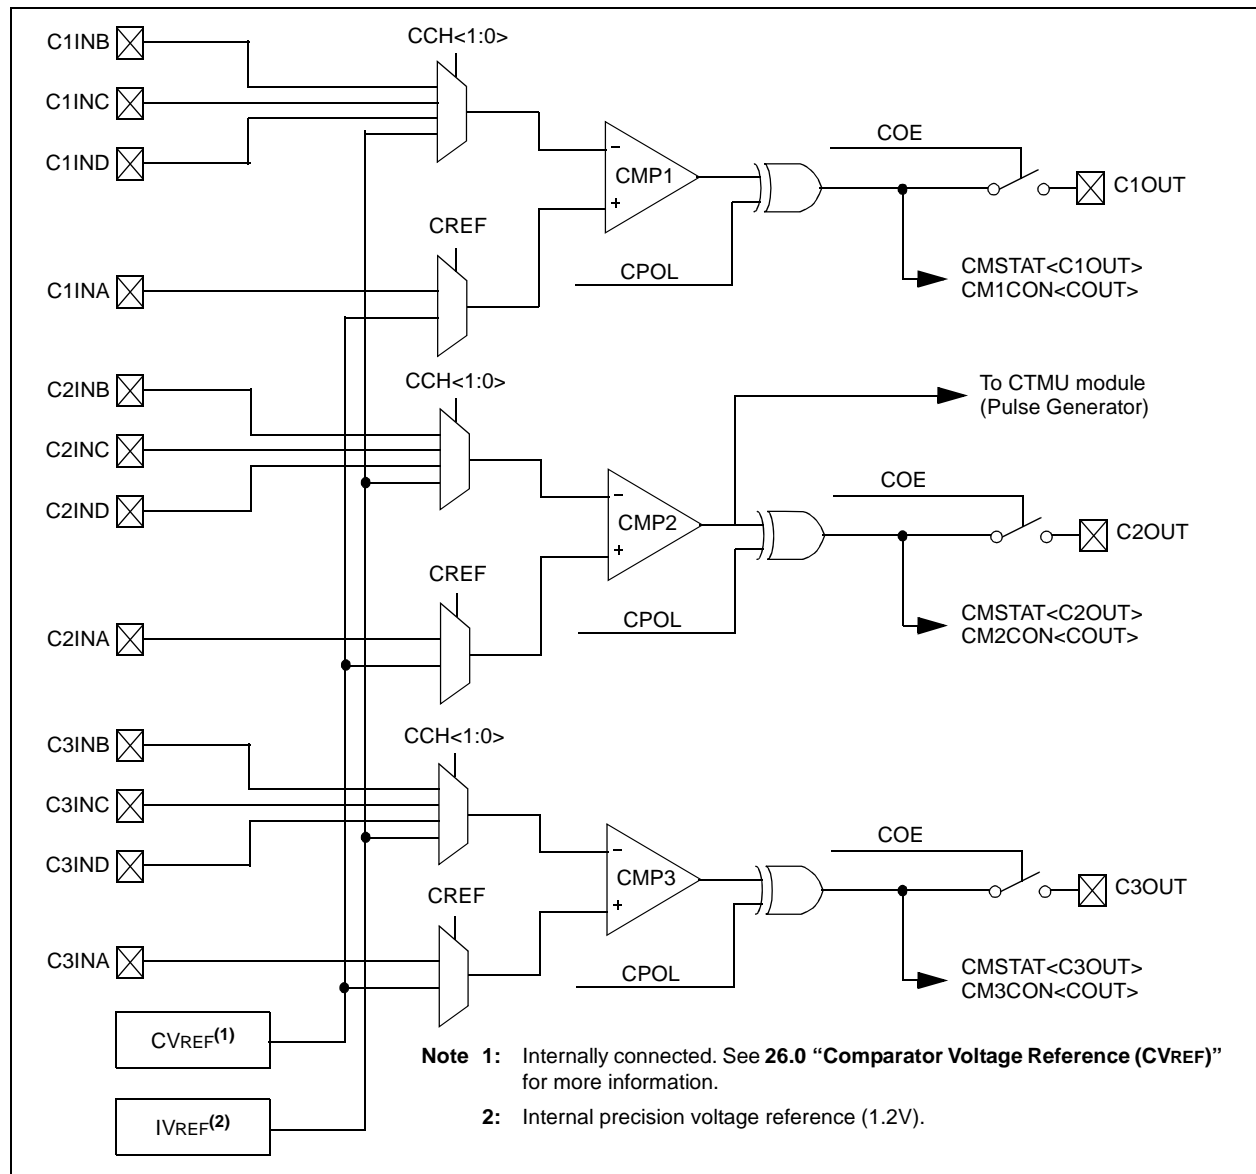 C1INB
CCH<1:0>
C1INC
C1IND
COE
CMP1
C1OUT
CREF
C1INA
CPOL
CMSTAT<C1OUT>
CM1CON<COUT>
C2INB
CCH<1:0>
To CTMU module
(Pulse Generator)
C2INC
C2IND
COE
CMP2
C2OUT
CREF
C2INA
CPOL
CMSTAT<C2OUT>
CM2CON<COUT>
C3INB
CCH<1:0>
C3INC
C3IND
COE
CMP3
C3OUT
CREF
C3INA
CPOL
CMSTAT<C3OUT>
CM3CON<COUT>
CVREF(1)
IVREF(2)
Note 1: Internally connected. See 26.0 “Comparator Voltage Reference (CVREF)”
for more information.
2: Internal precision voltage reference (1.2V).